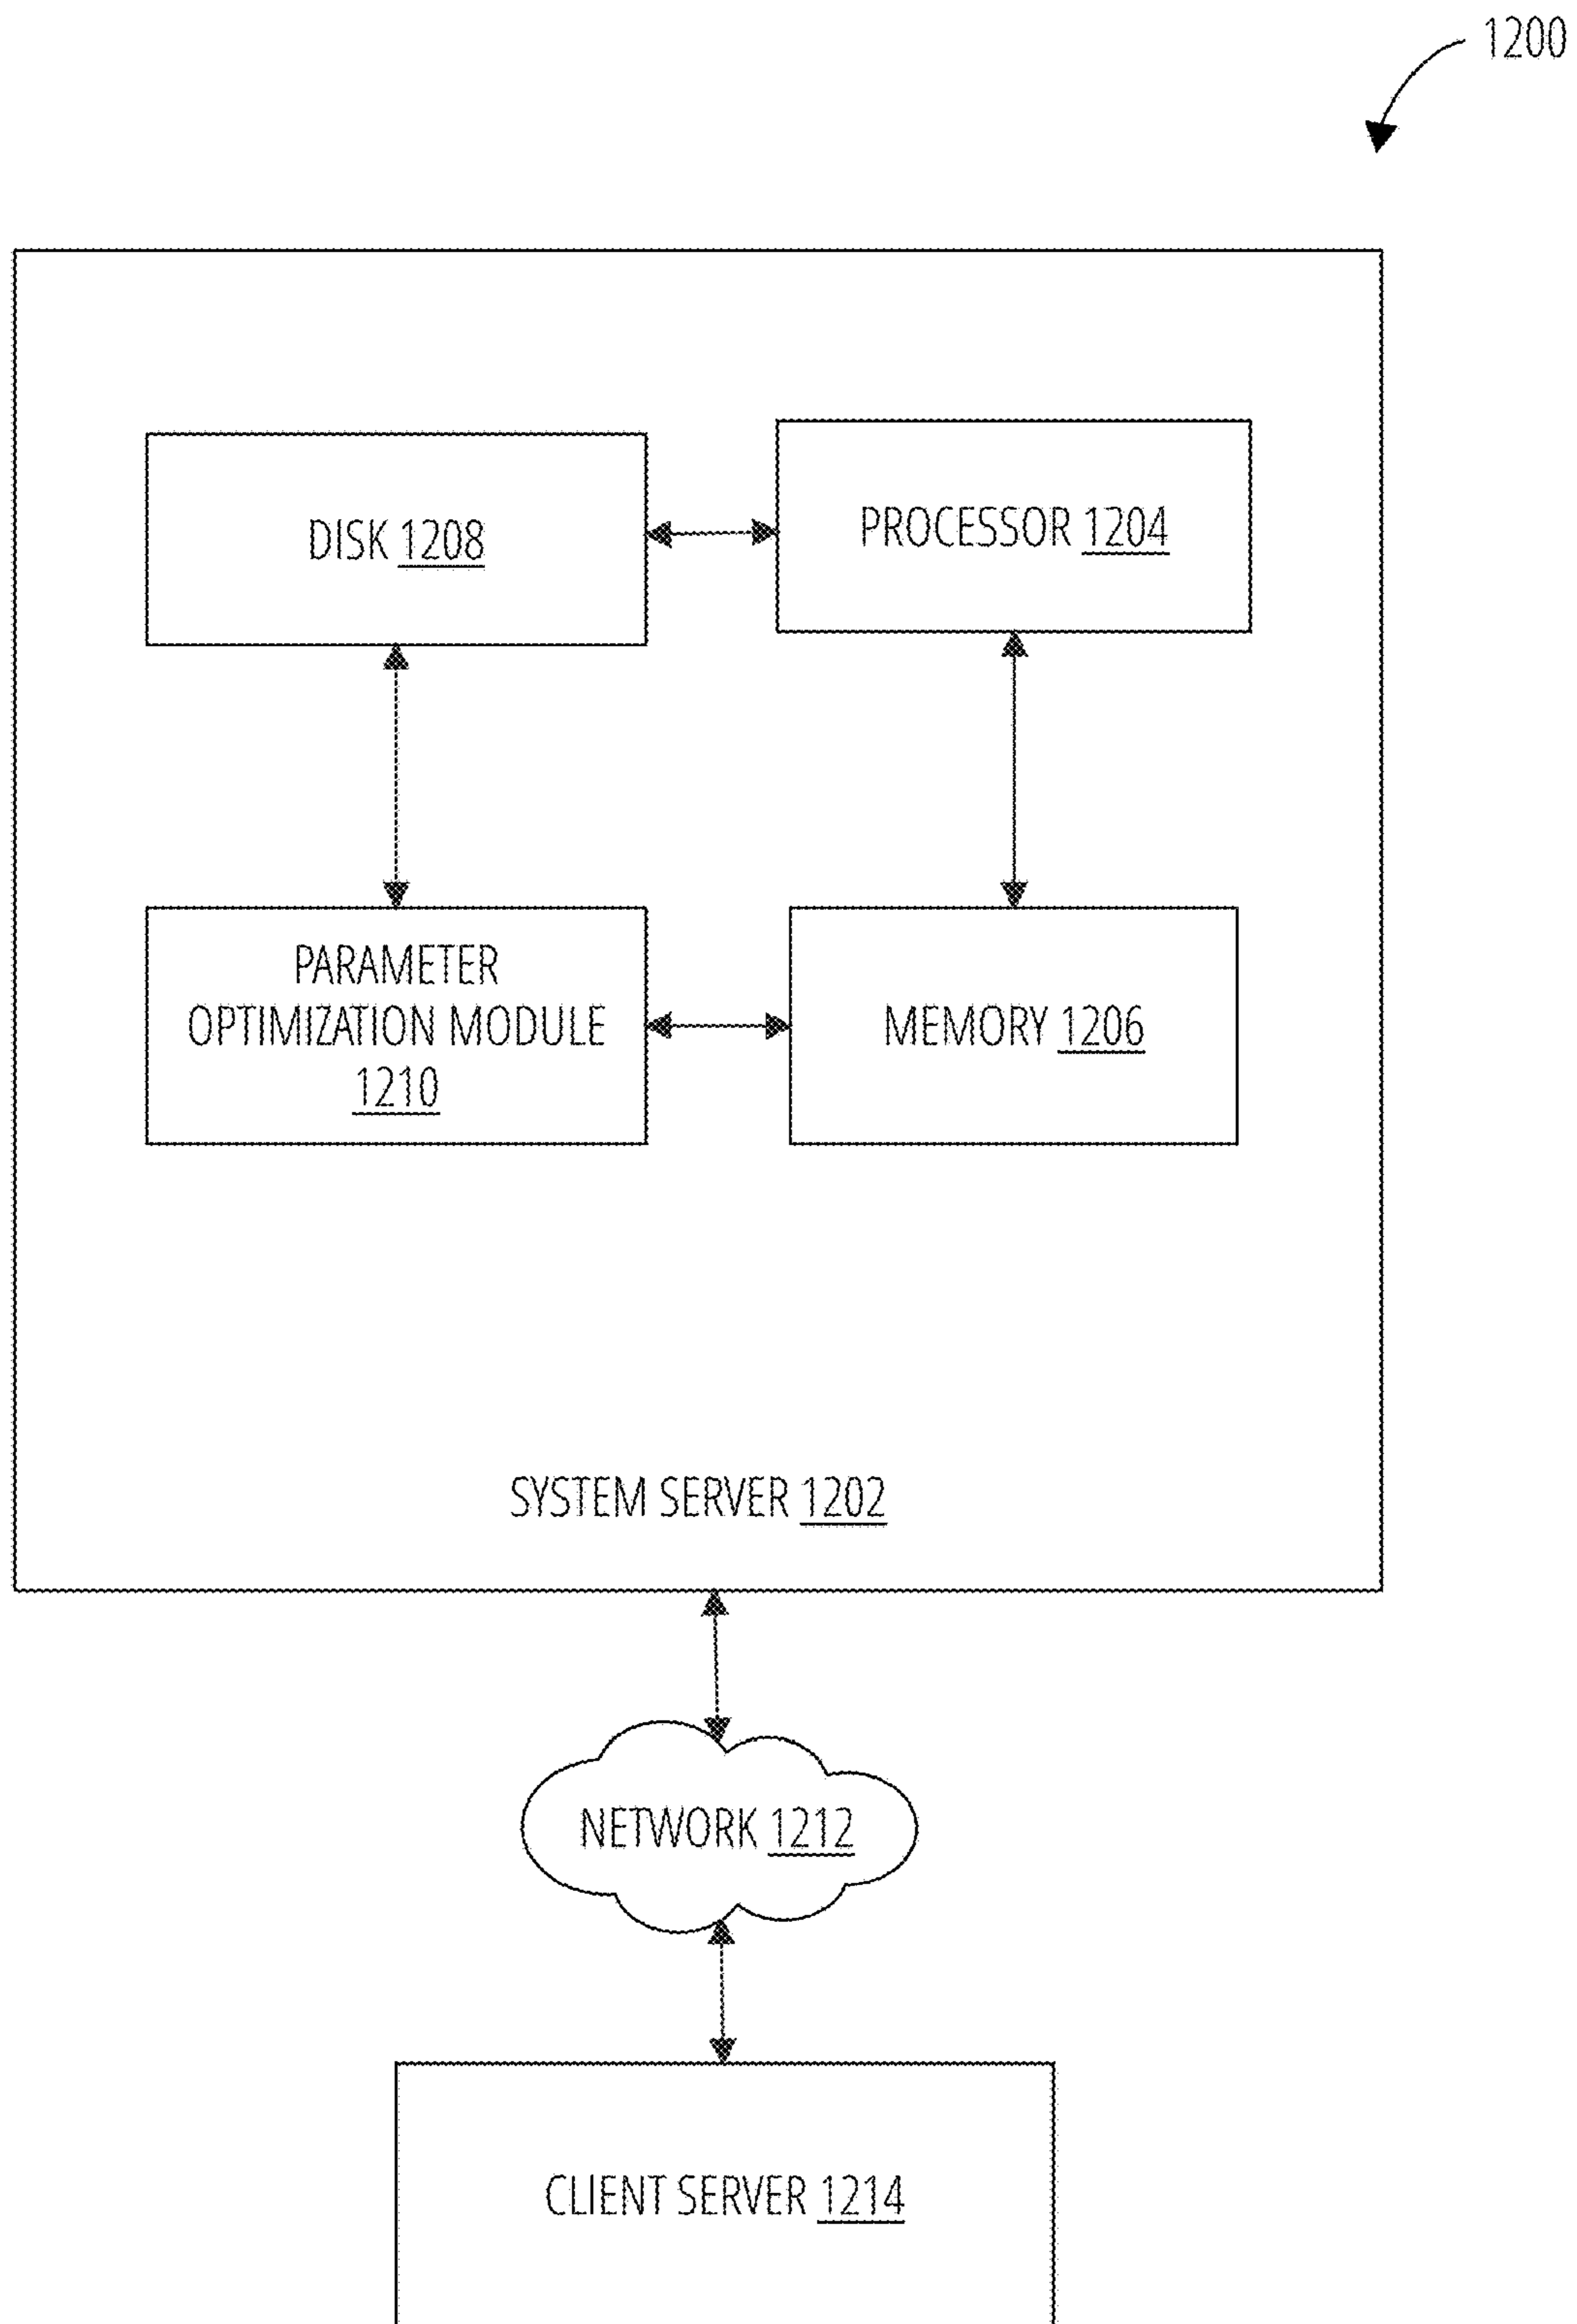 1200
DISK 1208
PROCESSOR 1204
PARAMETER
OPTIMIZATION MODULE
1210
MEMORY 1206
SYSTEM SERVER 1202
NETWORK 1212
CLIENT SERVER 1214